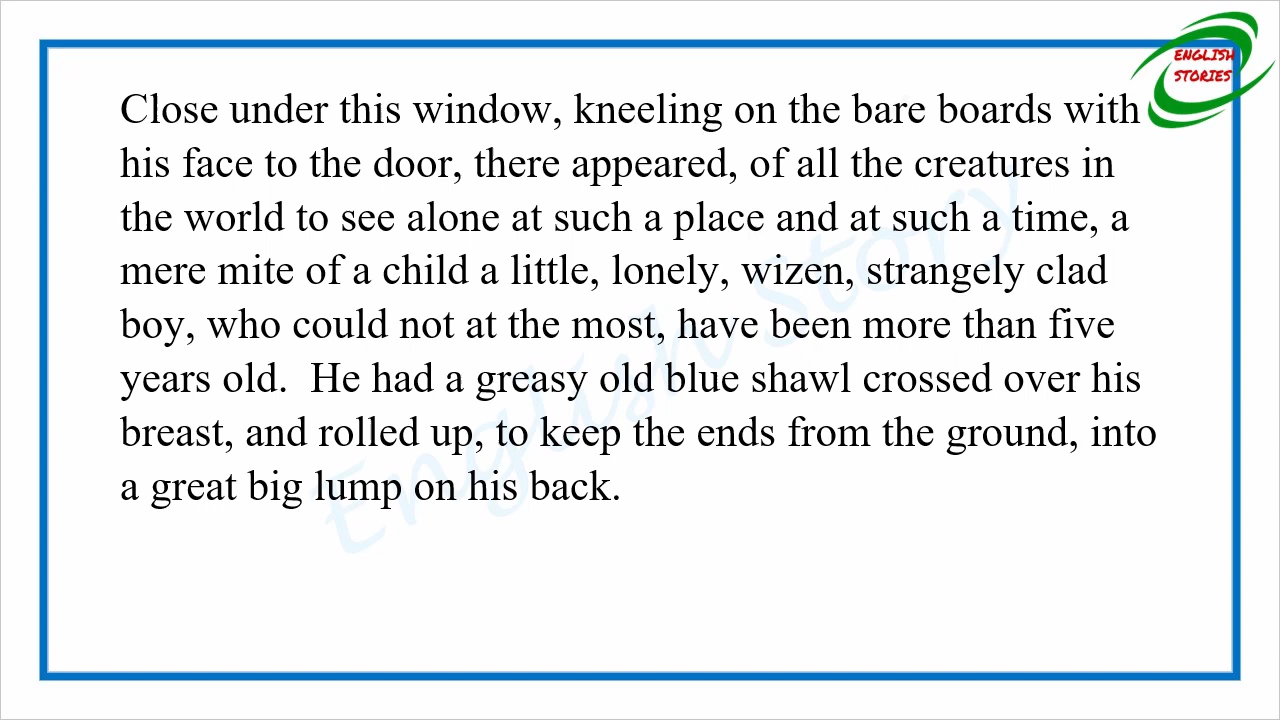 ENGLISH
STORIES
Close under this window, kneeling on the bare boards with
his face to the door, there appeared, of all the creatures in
the world to see alone at such a place and at such a time, a
mere mite of a child a little, lonely, wizen, strangely clad
boy, who could not at the most, have been more than five
years old.  He had a greasy old blue shawl crossed over his
breast, and rolled up, to keep the ends from the ground, into
a great big lump on his back.
English Story